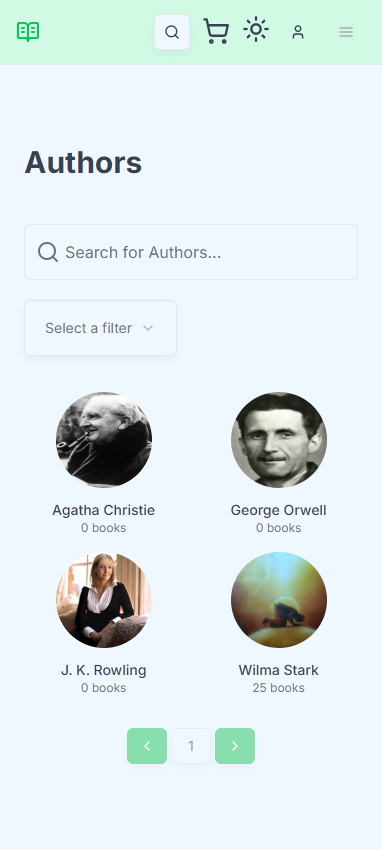 Authors
Search for Authors...
Select a filter
Agatha Christie
0 books
George Orwell
0 books
J. K. Rowling
0 books
Wilma Stark
25 books
1